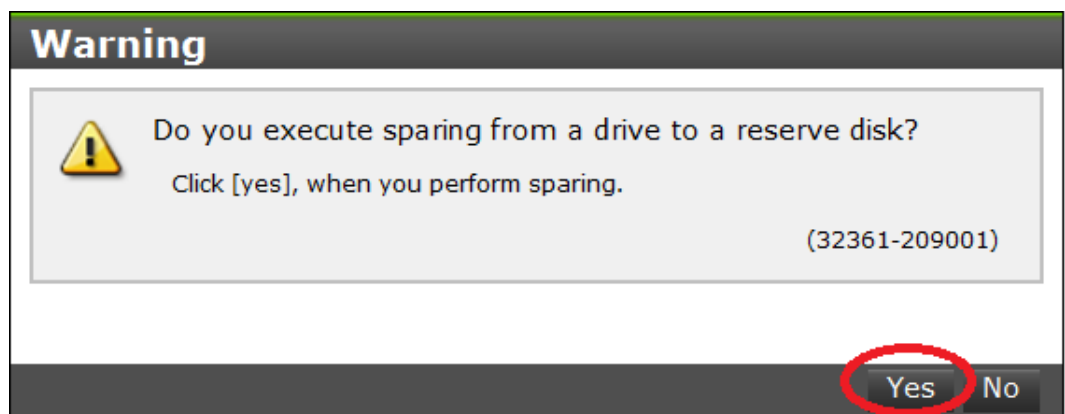 Warning
Do you execute sparing from a drive to a reserve disk?
Click [yes], when you perform sparing.
(32361-209001)
Yes No